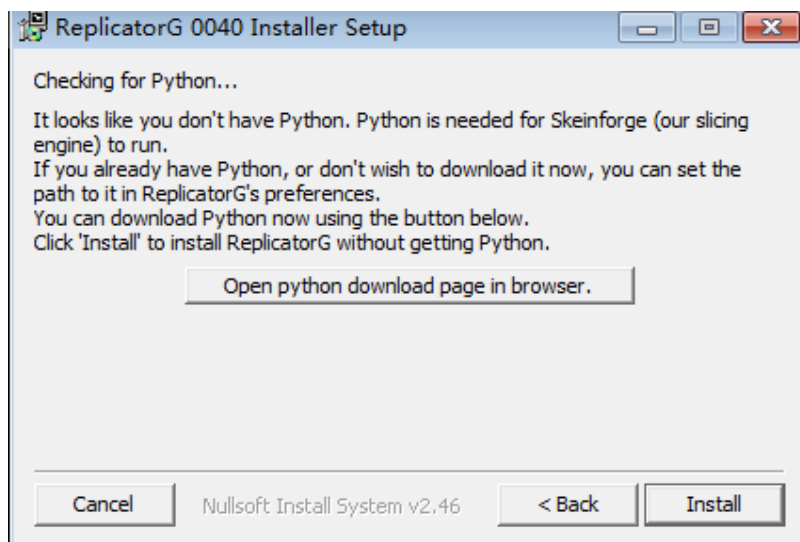 ReplicatorG 0040 Installer Setup
Checking for Python...
It looks like you don't have Python. Python is needed for Skeinforge (our slicing
engine) to run.
If you already have Python, or don't wish to download it now, you can set the
path to it in ReplicatorG's preferences.
You can download Python now using the button below.
Click 'Install' to install ReplicatorG without getting Python.
Open python download page in browser.
Cancel
Nullsoft Install System v2.46
< Back
Install